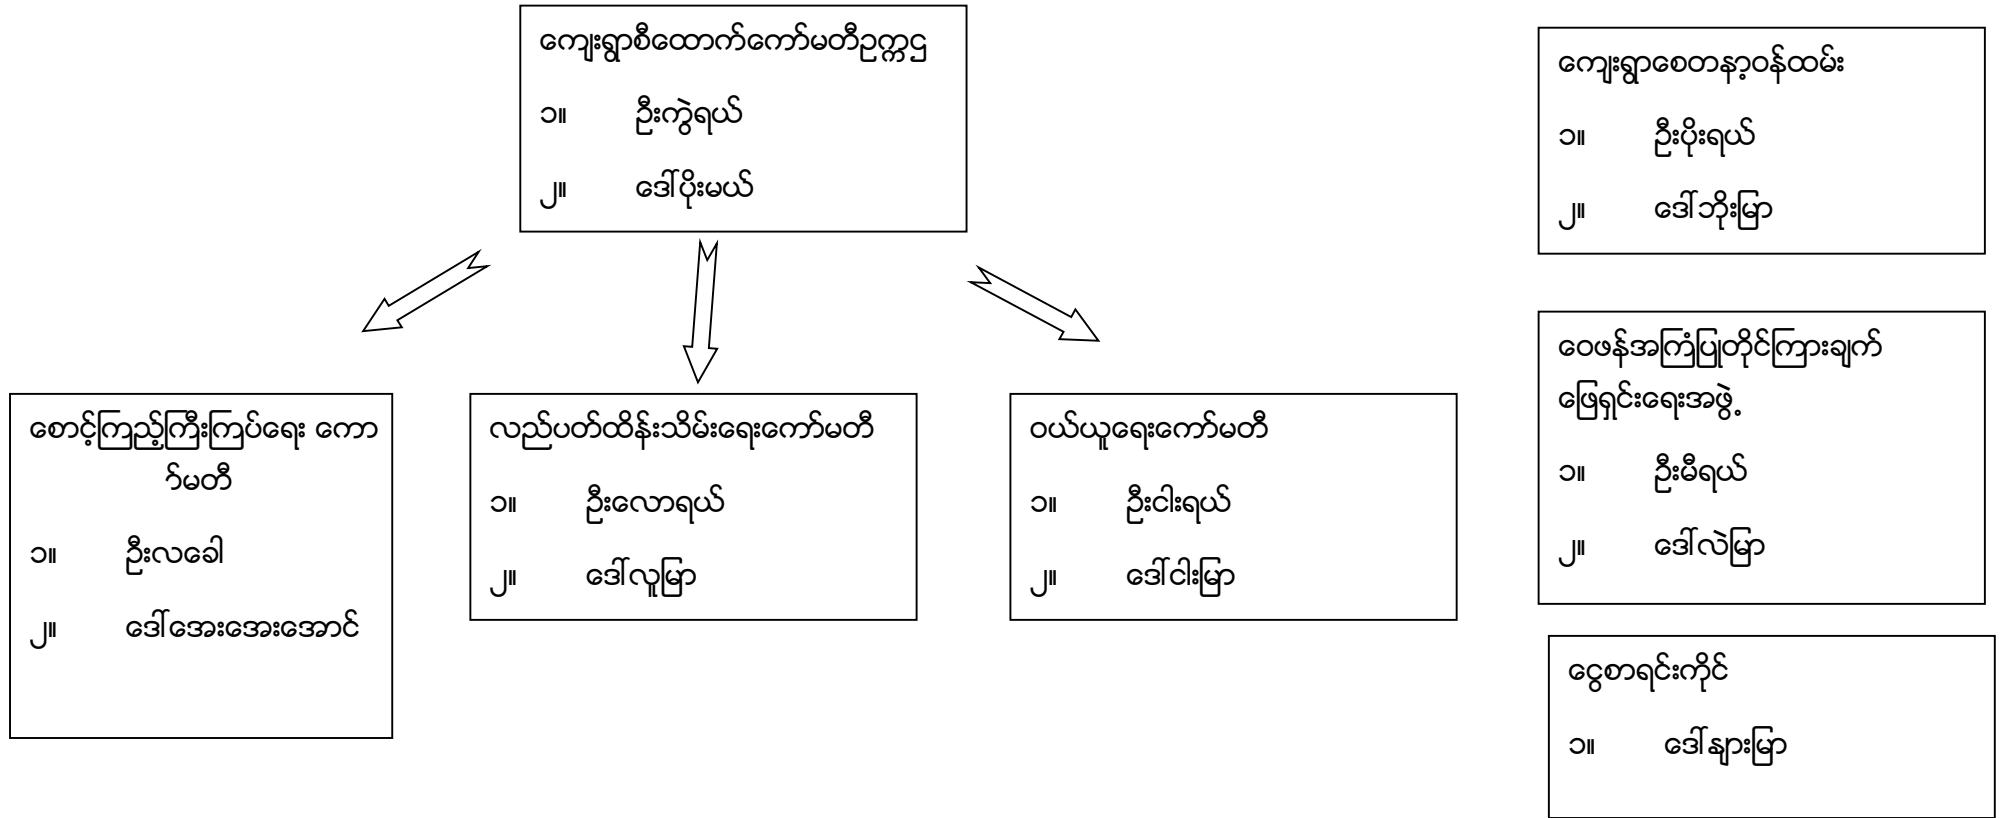 ကျေးရွာစီထောက်ကော်မတီဥက္ကဌ
၁။ ဦးကွဲရယ်
၂။ ဒေါ်ပိုးမယ်
စောင့်ကြည့်ကြီးကြပ်ရေး ကော
်မတီ
၁။ ဦးလခေါ
၂။ ဒေါ်အေးအေးအောင်
လည်ပတ်ထိန်းသိမ်းရေးကော်မတီ
၁။ ဦးလောရယ်
၂။ ဒေါ်လူမြာ
ဝယ်ယူရေးကော်မတီ
၁။ ဦးငါးရယ်
၂။ ဒေါ်ငါးမြာ
ကျေးရွာစေတနာ့ဝန်ထမ်း
၁။ ဦးပိုးရယ်
၂။ ဒေါ်ဘိုးမြာ
ဝေဖန်အကြံပြုတိုင်ကြားချက်
ဖြေရှင်းရေးအဖွဲ့
၁။ ဦးမီရယ်
၂။ ဒေါ်လဲမြာ
ငွေစာရင်းကိုင်
၁။ ဒေါ်နျားမြာ